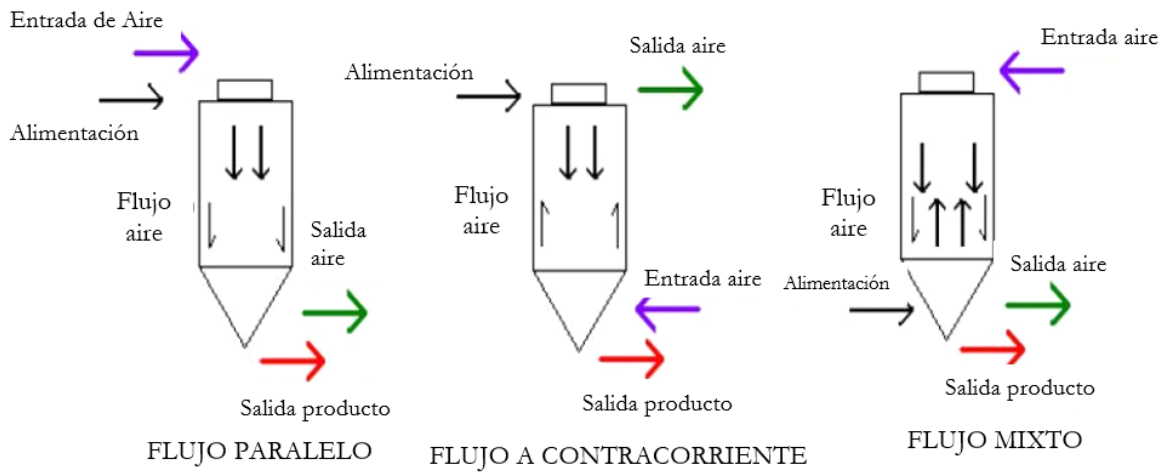 Entrada de Aire
Alimentación
Flujo
aire
Salida
aire
Salida producto
FLUJO PARALELO
Alimentación
Salida aire
Flujo
aire
Entrada aire
Salida producto
FLUJO A CONTRACORRIENTE
Entrada aire
Flujo
aire
Alimentación
Salida aire
Salida producto
FLUJO MIXTO